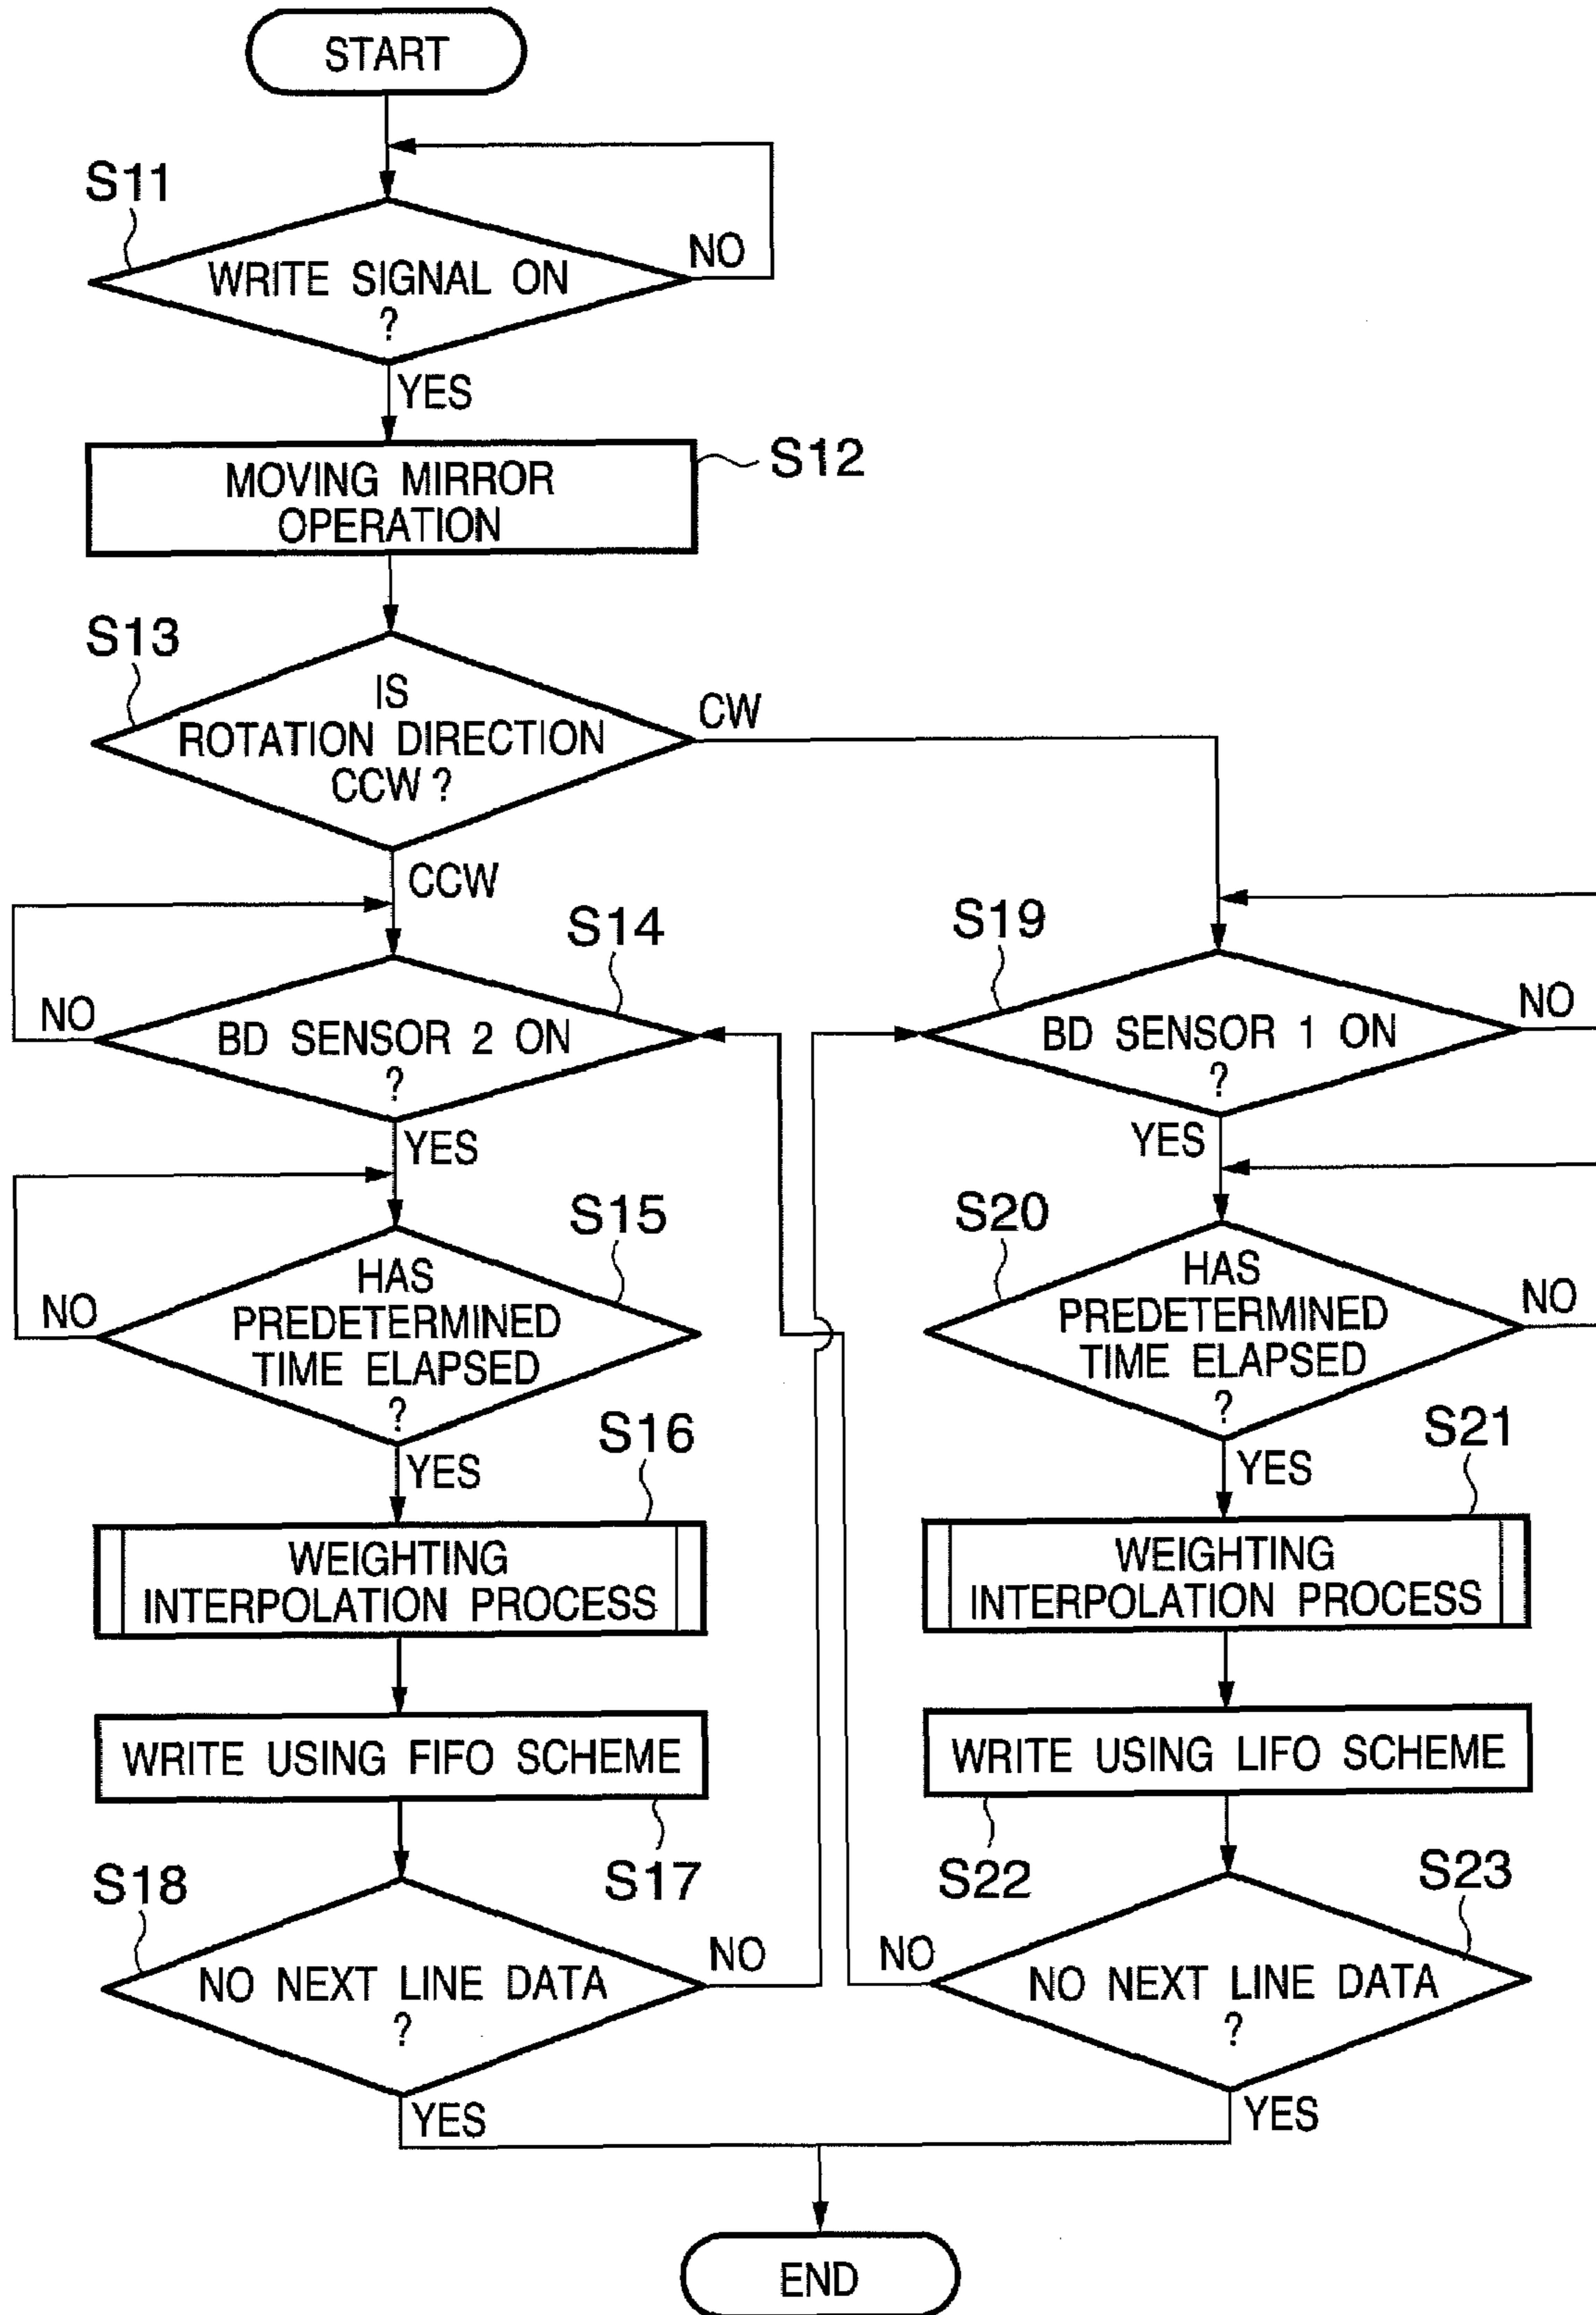 START
S11
WRITE SIGNAL ON
?
NO
YES
MOVING MIRROR
OPERATION
S12
S13
IS
ROTATION DIRECTION
CCW ?
CW
CCW
S14
NO
BD SENSOR 2 ON
?
YES
S15
NO
HAS
PREDETERMINED
TIME ELAPSED
?
YES
S16
WEIGHTING
INTERPOLATION PROCESS
WRITE USING FIFO SCHEME
S17
S18
NO NEXT LINE DATA
?
NO
YES
S19
BD SENSOR 1 ON
?
NO
YES
S20
HAS
PREDETERMINED
TIME ELAPSED
?
NO
YES
S21
WEIGHTING
INTERPOLATION PROCESS
WRITE USING LIFO SCHEME
S22
S23
NO
NO NEXT LINE DATA
?
YES
END